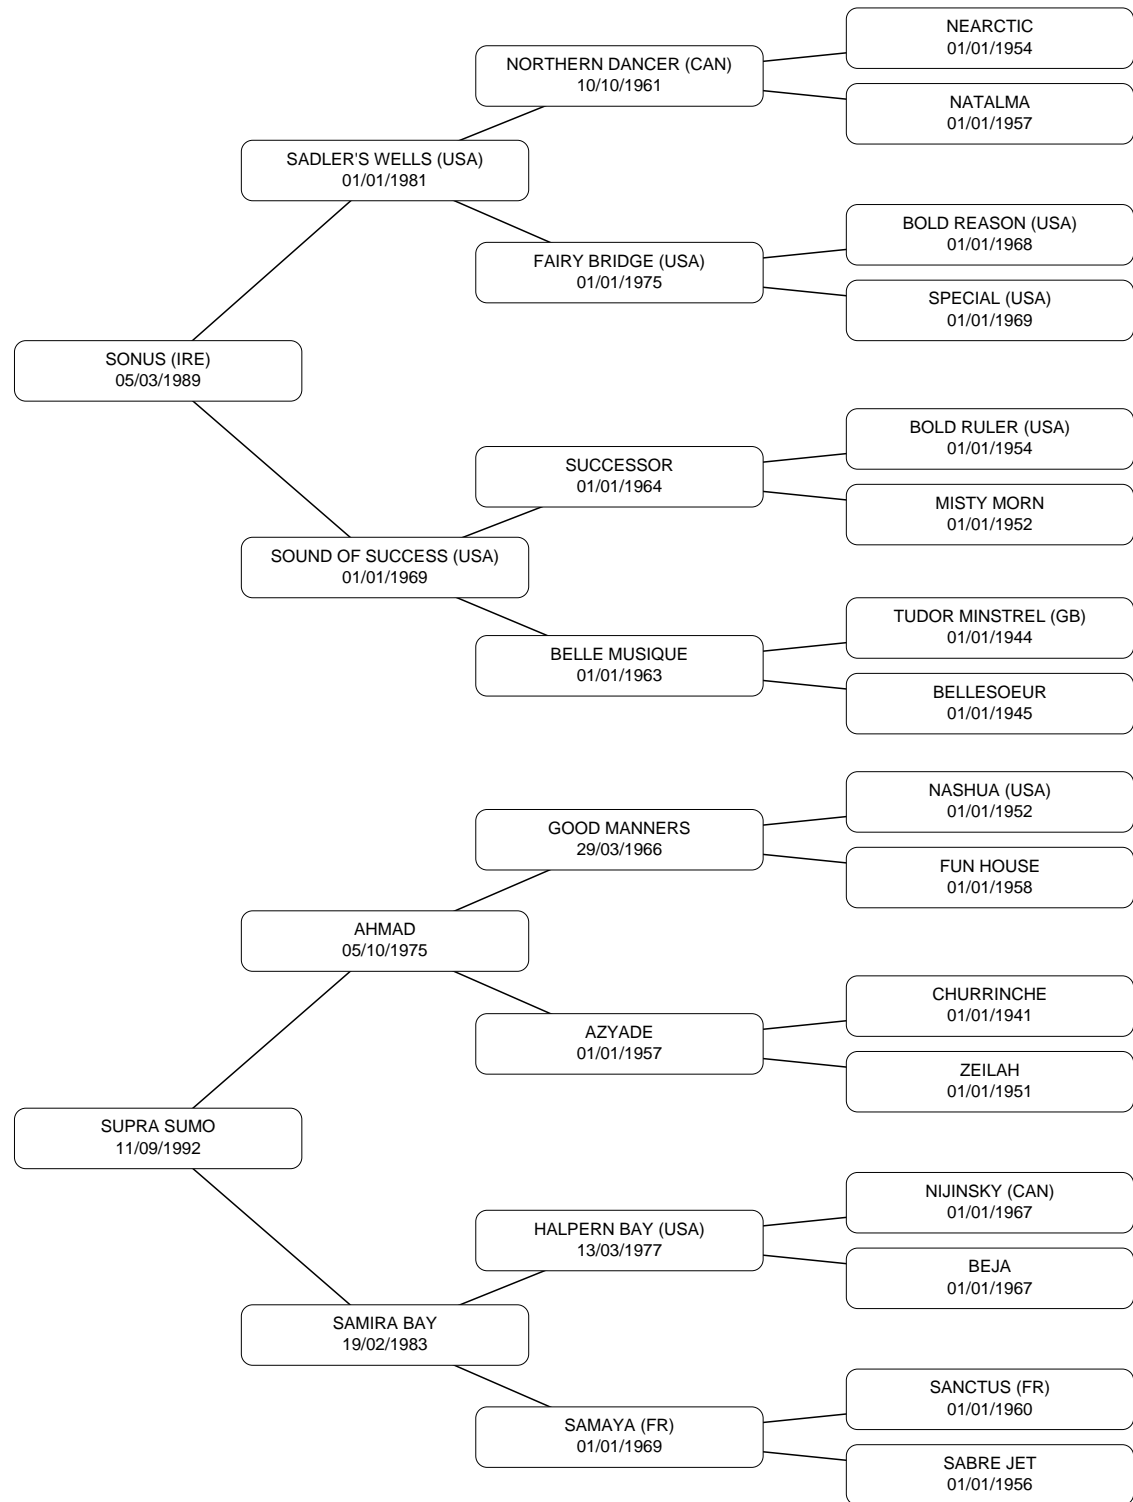 NEARCTIC
01/01/1954
NORTHERN DANCER (CAN)
10/10/1961
NATALMA
01/01/1957
SADLER'S WELLS (USA)
01/01/1981
BOLD REASON (USA)
01/01/1968
FAIRY BRIDGE (USA)
01/01/1975
SPECIAL (USA)
01/01/1969
SONUS (IRE)
05/03/1989
BOLD RULER (USA)
01/01/1954
SUCCESSOR
01/01/1964
MISTY MORN
01/01/1952
SOUND OF SUCCESS (USA)
01/01/1969
TUDOR MINSTREL (GB)
01/01/1944
BELLE MUSIQUE
01/01/1963
BELLESOEUR
01/01/1945
NASHUA (USA)
01/01/1952
GOOD MANNERS
29/03/1966
FUN HOUSE
01/01/1958
AHMAD
05/10/1975
CHURRINCHE
01/01/1941
AZYADE
01/01/1957
ZEILAH
01/01/1951
SUPRA SUMO
11/09/1992
NIJINSKY (CAN)
01/01/1967
HALPERN BAY (USA)
13/03/1977
BEJA
01/01/1967
SAMIRA BAY
19/02/1983
SANCTUS (FR)
01/01/1960
SAMAYA (FR)
01/01/1969
SABRE JET
01/01/1956